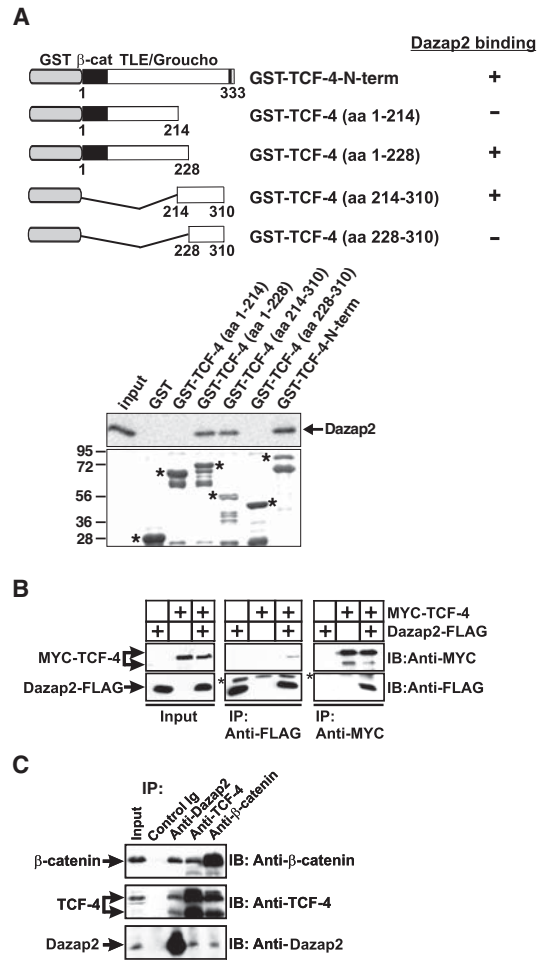 A
Dazap2 binding
GST β-cat TLE/Groucho
1 333 GST-TCF-4-N-term +
1 214 GST-TCF-4 (aa 1-214) –
1 228 GST-TCF-4 (aa 1-228) +
214 310 GST-TCF-4 (aa 214-310) +
228 310 GST-TCF-4 (aa 228-310) –
input
GST
GST-TCF-4 (aa 1-214)
GST-TCF-4 (aa 1-228)
GST-TCF-4 (aa 214-310)
GST-TCF-4 (aa 228-310)
GST-TCF-4-N-term
Dazap2
95
72
56
36
28
* * * * * *
B
+ + + + + + MYC-TCF-4
+ + + + + + Dazap2-FLAG
MYC-TCF-4 IB:Anti-MYC
Dazap2-FLAG * * IB:Anti-FLAG
Input IP: Anti-FLAG IP: Anti-MYC
C
IP:
Input
Control Ig
Anti-Dazap2
Anti-TCF-4
Anti-β-catenin
β-catenin IB: Anti-β-catenin
TCF-4 IB: Anti-TCF-4
Dazap2 IB: Anti-Dazap2